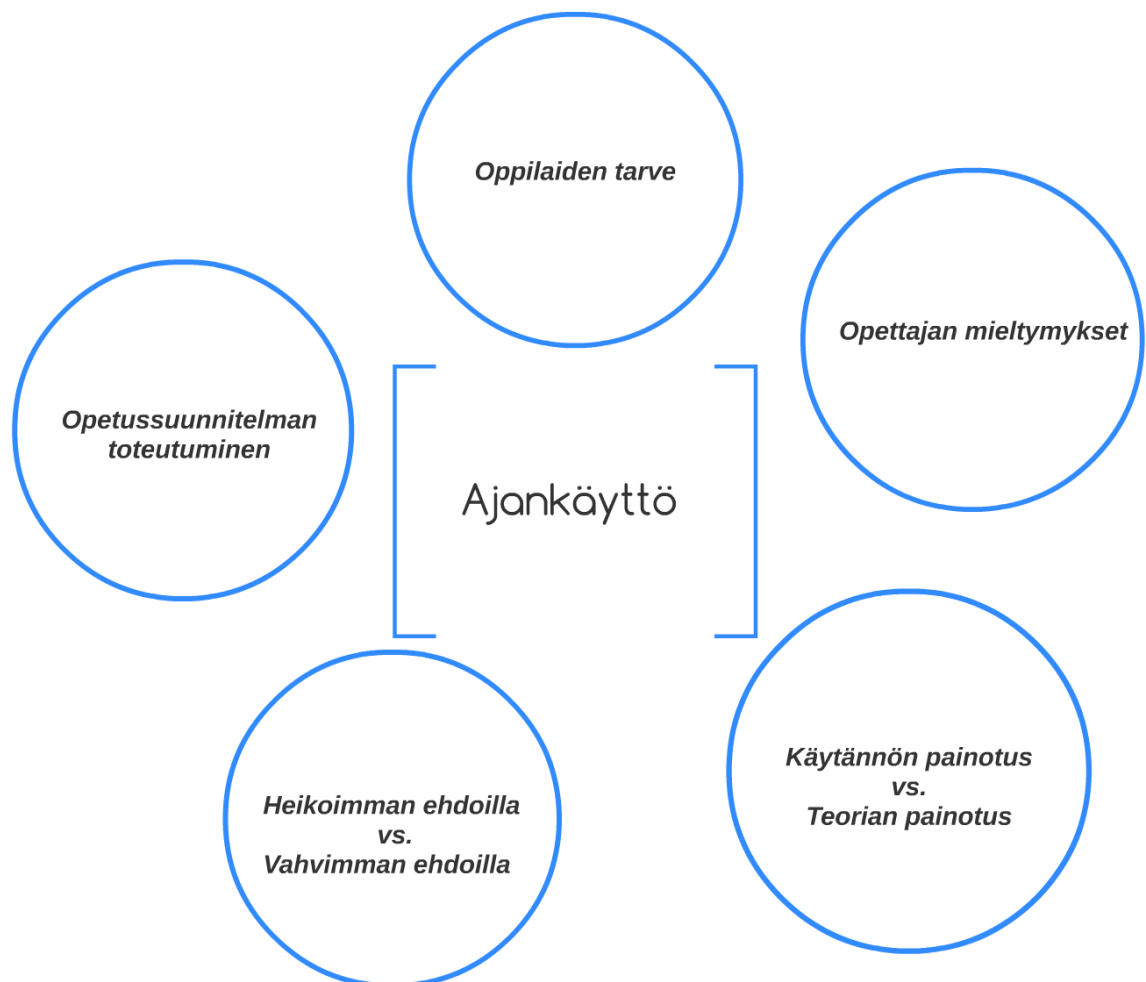 Oppilaiden tarve
Opettajan mieltymykset
Opetussuunnitelman
toteutuminen
Ajankäyttö
Käytännön painotus
vs.
Teorian painotus
Heikoimman ehdoilla
vs.
Vahvimman ehdoilla